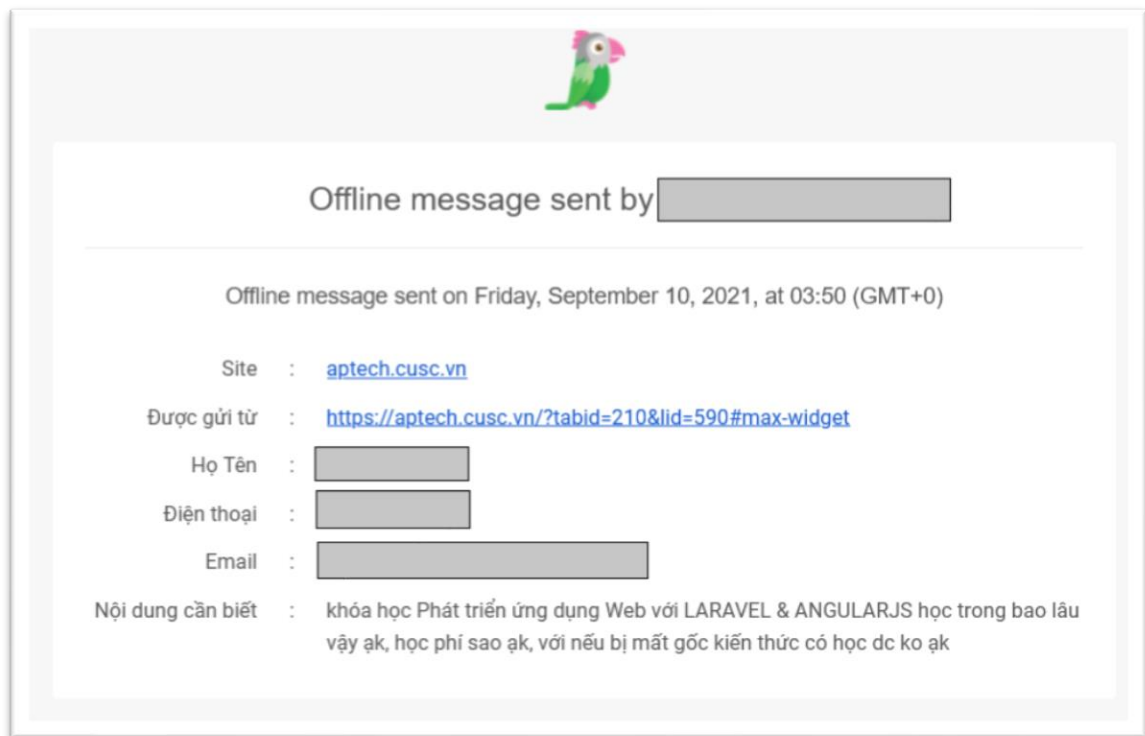 Offline message sent by
Offline message sent on Friday, September 10, 2021, at 03:50 (GMT+0)
Site : aptech.cusc.vn
Được gửi từ : https://aptech.cusc.vn/?tabid=210&lid=590#max-widget
Họ Tên :
Điện thoại :
Email :
Nội dung cần biết : khóa học Phát triển ứng dụng Web với LARAVEL & ANGULARJS học trong bao lâu
vậy ạk, học phí sao ạk, với nếu bị mất gốc kiến thức có học dc ko ạk